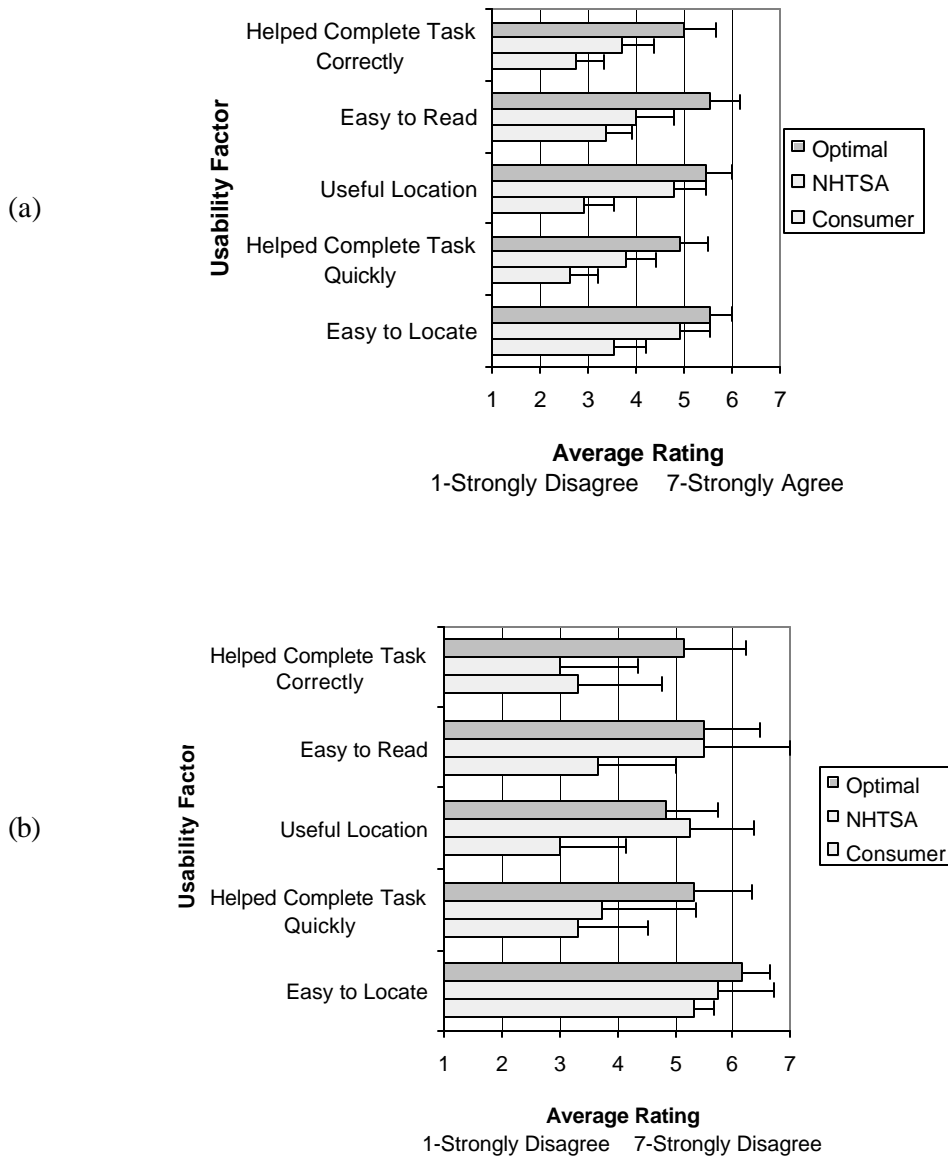 (a)
Usability Factor
Helped Complete Task
Correctly
Easy to Read
Useful Location
Helped Complete Task
Quickly
Easy to Locate
1 2 3 4 5 6 7
Average Rating
1-Strongly Disagree 7-Strongly Agree
Optimal
NHTSA
Consumer
(b)
Usability Factor
Helped Complete Task
Correctly
Easy to Read
Useful Location
Helped Complete Task
Quickly
Easy to Locate
1 2 3 4 5 6 7
Average Rating
1-Strongly Disagree 7-Strongly Disagree
Optimal
NHTSA
Consumer